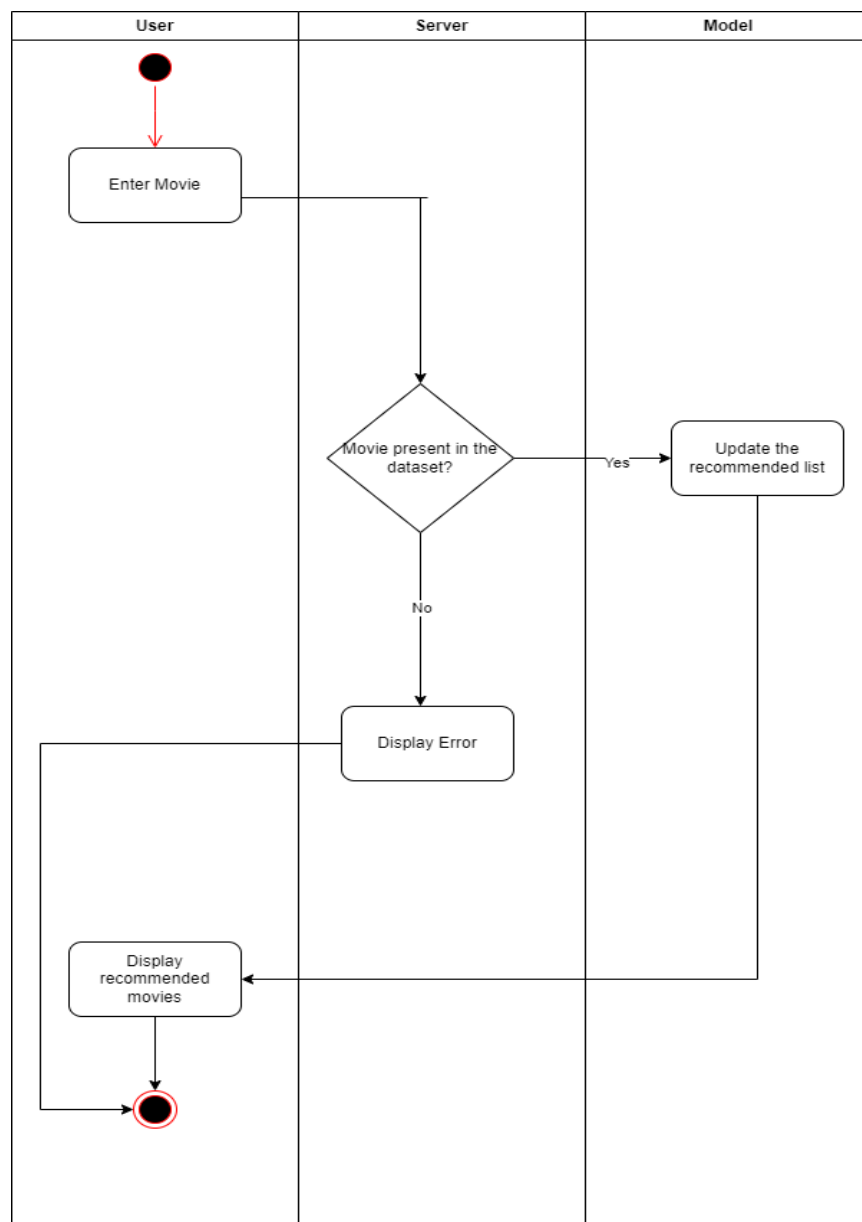 User
Server
Model
Enter Movie
Movie present in the
dataset?
Yes
Update the
recommended list
No
Display Error
Display
recommended
movies